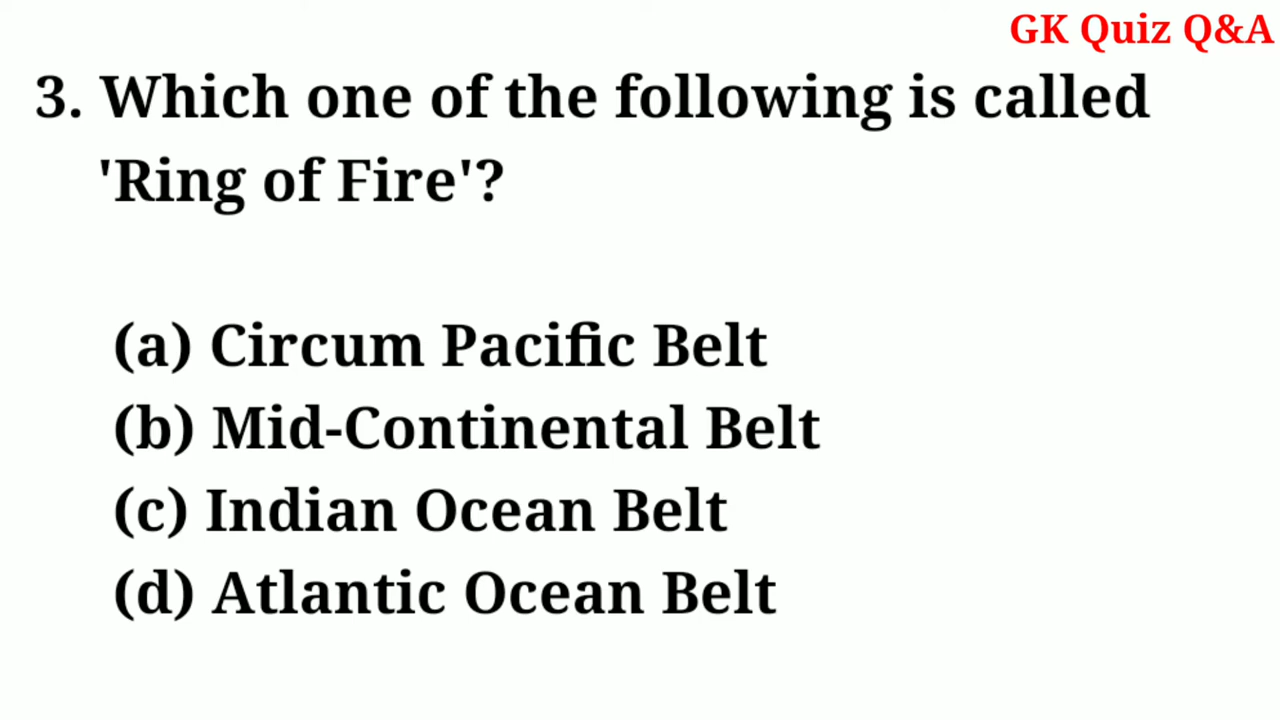 GK Quiz Q&A
3. Which one of the following is called
'Ring of Fire'?
(a) Circum Pacific Belt
(b) Mid-Continental Belt
(c) Indian Ocean Belt
(d) Atlantic Ocean Belt